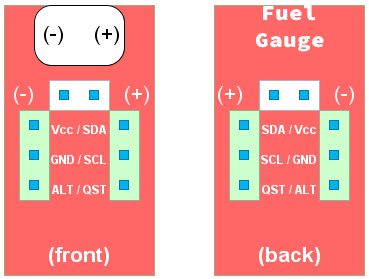 (-) (+)
(-) (+)
Vcc / SDA
GND / SCL
ALT / QST
(front)
Fuel
Gauge
(+) (-)
SDA / Vcc
SCL / GND
QST / ALT
(back)